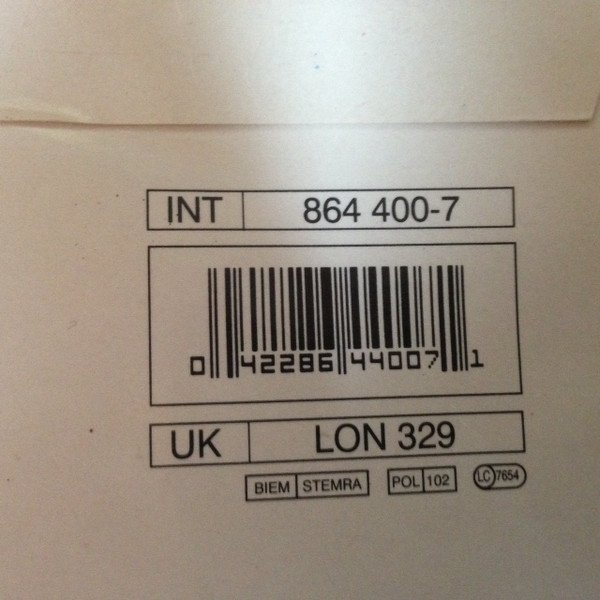 INT 864 400-7
0 42286 44007 1
UK LON 329
BIEM STEMRA POL 102 LC 7654